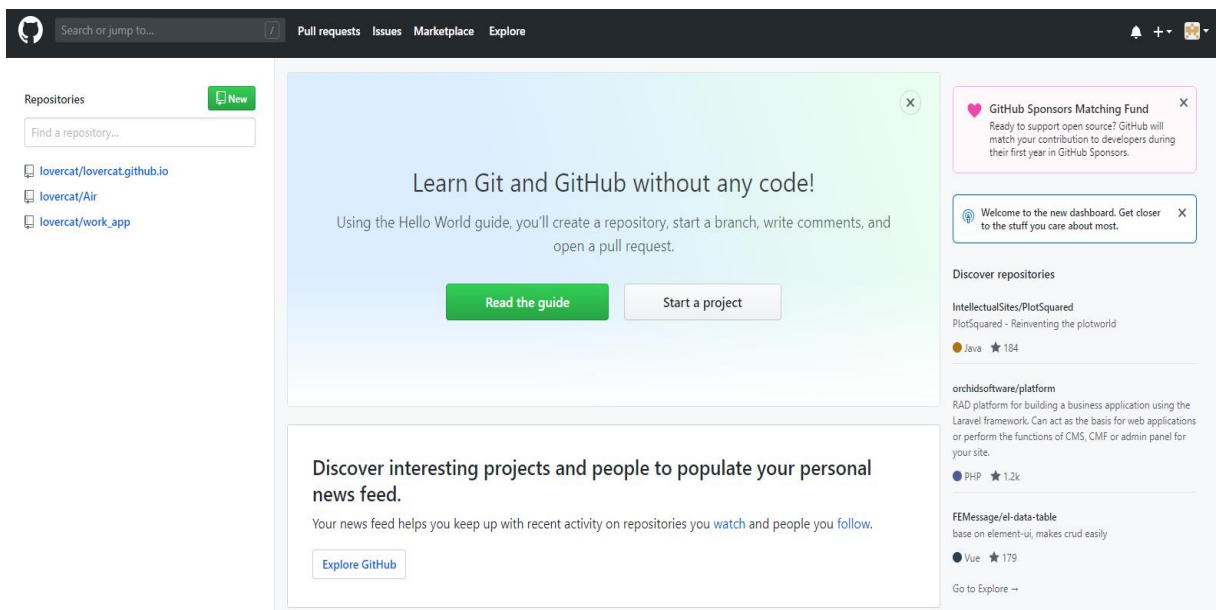 Search or jump to... /
Pull requests Issues Marketplace Explore
Repositories
New
Find a repository...
lovercat/lovercat.github.io
lovercat/Air
lovercat/work_app
Learn Git and GitHub without any code!
Using the Hello World guide, you'll create a repository, start a branch, write comments, and
open a pull request.
Read the guide
Start a project
Discover interesting projects and people to populate your personal
news feed.
Your news feed helps you keep up with recent activity on repositories you watch and people you follow.
Explore GitHub
GitHub Sponsors Matching Fund
Ready to support open source? GitHub will
match your contribution to developers during
their first year in GitHub Sponsors.
Welcome to the new dashboard. Get closer
to the stuff you care about most.
Discover repositories
IntellectualSites/PlotSquared
PlotSquared - Reinventing the plotworld
Java ★ 184
orchidsoftware/platform
RAD platform for building a business application using the
Laravel framework. Can act as the basis for web applications
or perform the functions of CMS, CMF or admin panel for
your site.
PHP ★ 1.2k
FEMessage/el-data-table
base on element-ui, makes crud easily
Vue ★ 179
Go to Explore →